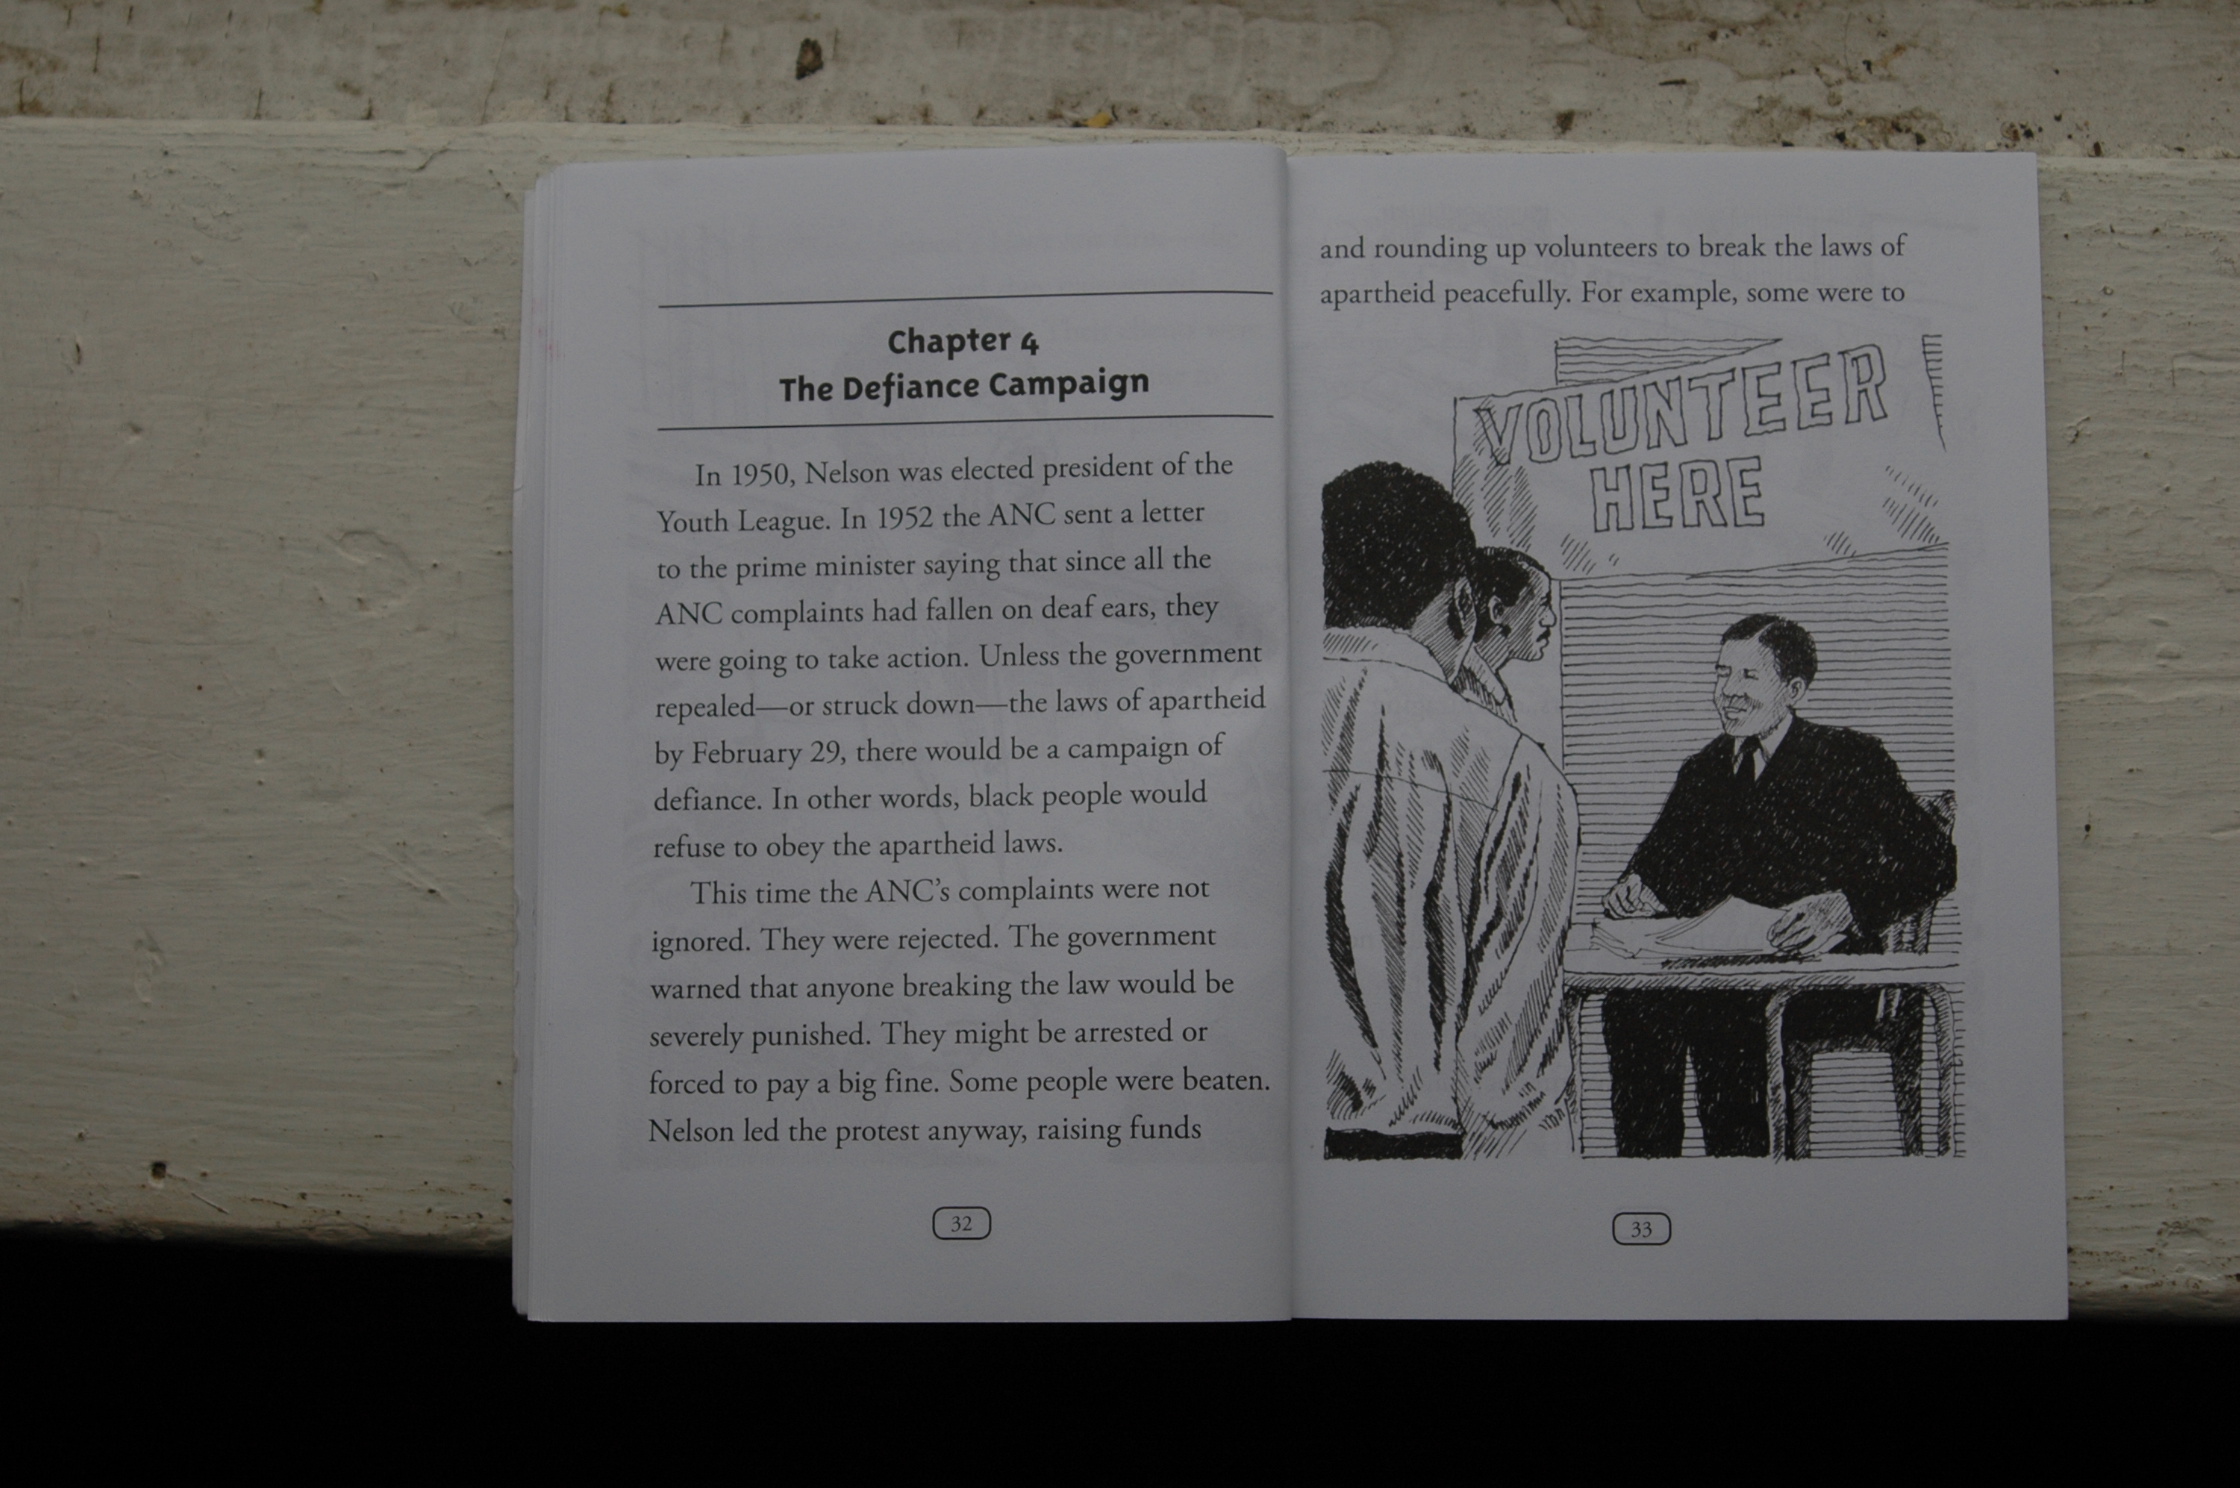 Chapter 4
The Defiance Campaign
In 1950, Nelson was elected president of the
Youth League. In 1952 the ANC sent a letter
to the prime minister saying that since all the
ANC complaints had fallen on deaf ears, they
were going to take action. Unless the government
repealed—or struck down—the laws of apartheid
by February 29, there would be a campaign of
defiance. In other words, black people would
refuse to obey the apartheid laws.
This time the ANC’s complaints were not
ignored. They were rejected. The government
warned that anyone breaking the law would be
severely punished. They might be arrested or
forced to pay a big fine. Some people were beaten.
Nelson led the protest anyway, raising funds
32
and rounding up volunteers to break the laws of
apartheid peacefully. For example, some were to
VOLUNTEER
HERE
33